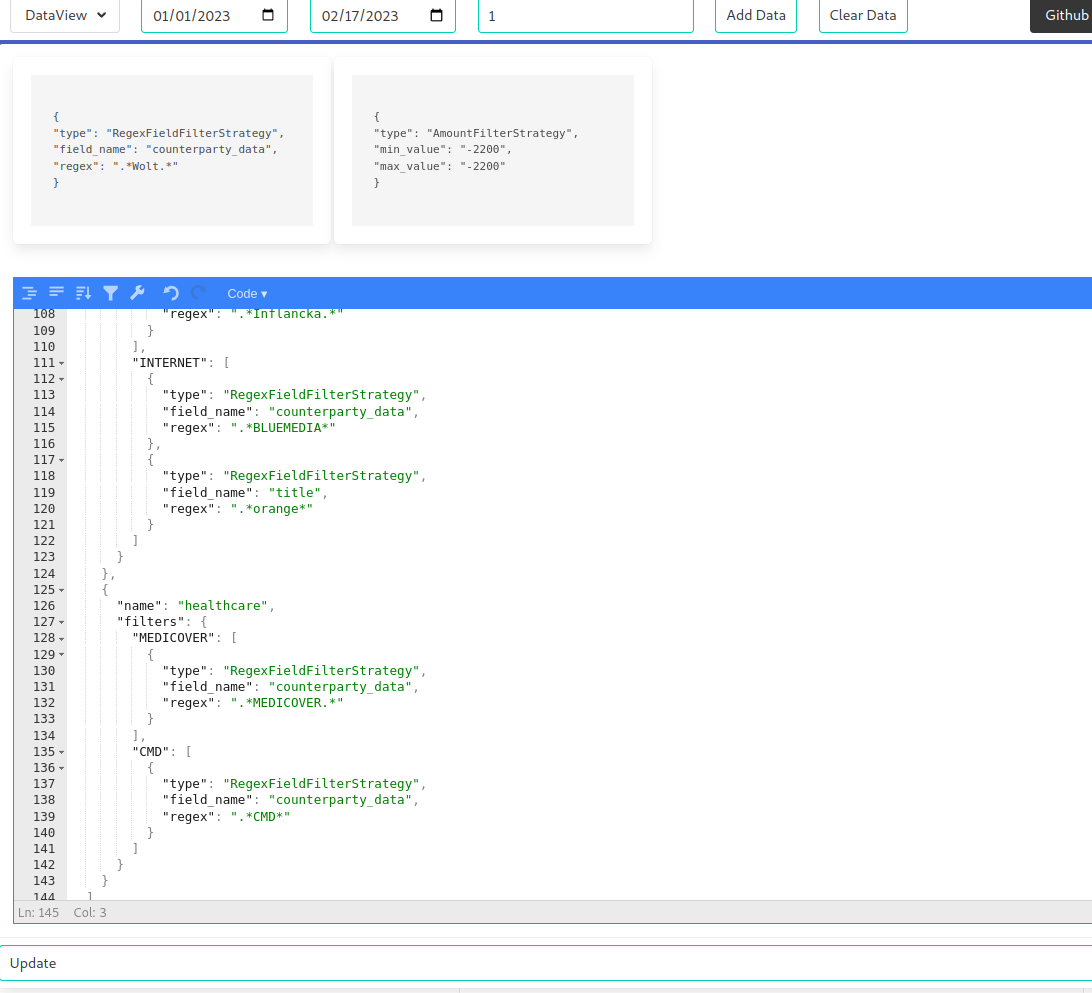 DataView 01/01/2023 02/17/2023 1 Add Data Clear Data Github
{
"type": "RegexFieldFilterStrategy",
"field_name": "counterparty_data",
"regex": ".*Wolt.*"
}
{
"type": "AmountFilterStrategy",
"min_value": "-2200",
"max_value": "-2200"
}
Code ▾
108 "regex": ".*Inflancka.*"
109 }
110 ],
111 "INTERNET": [
112 {
113 "type": "RegexFieldFilterStrategy",
114 "field_name": "counterparty_data",
115 "regex": ".*BLUEMEDIA*"
116 },
117 {
118 "type": "RegexFieldFilterStrategy",
119 "field_name": "title",
120 "regex": ".*orange*"
121 }
122 ]
123 }
124 },
125 {
126 "name": "healthcare",
127 "filters": {
128 "MEDICOVER": [
129 {
130 "type": "RegexFieldFilterStrategy",
131 "field_name": "counterparty_data",
132 "regex": ".*MEDICOVER.*"
133 }
134 ],
135 "CMD": [
136 {
137 "type": "RegexFieldFilterStrategy",
138 "field_name": "counterparty_data",
139 "regex": ".*CMD*"
140 }
141 ]
142 }
143 }
144 ]
Ln: 145 Col: 3
Update